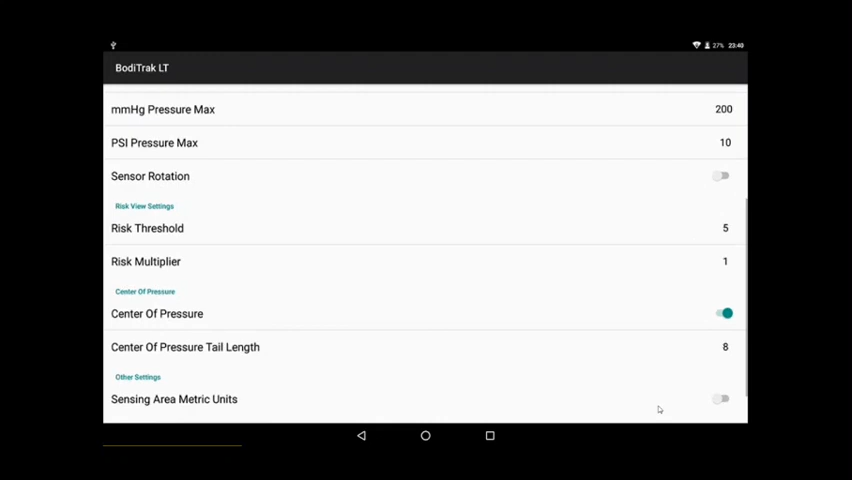 27% 23:40
BodiTrak LT
mmHg Pressure Max 200
PSI Pressure Max 10
Sensor Rotation
Risk View Settings
Risk Threshold 5
Risk Multiplier 1
Center Of Pressure
Center Of Pressure
Center Of Pressure Tail Length 8
Other Settings
Sensing Area Metric Units